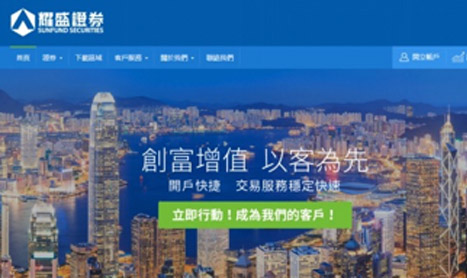 耀盛證券
SUNFUND SECURITIES
首頁 證券 下載區域 客戶服務 關於我們 聯絡我們 開立帳戶
創富增值 以客為先
開戶快捷 交易服務穩定快速
立即行動！成為我們的客戶！